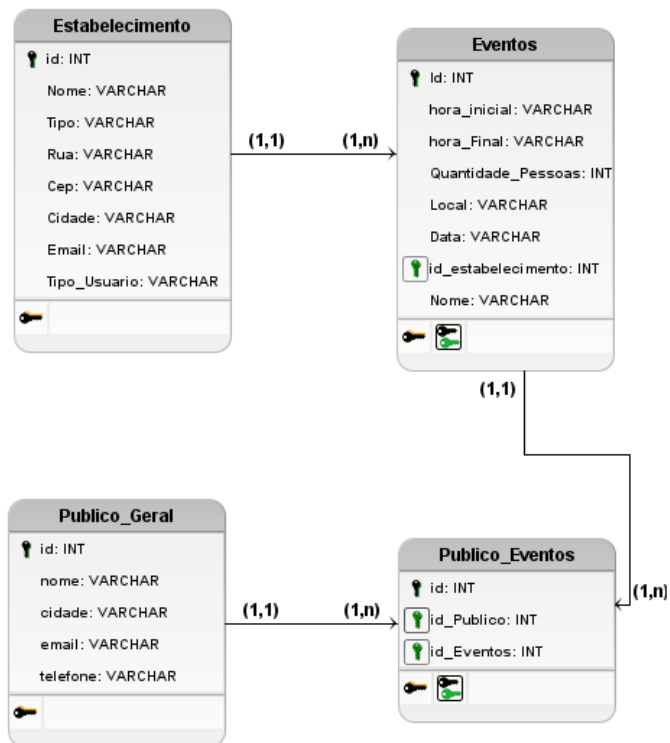 Estabelecimento
id: INT
Nome: VARCHAR
Tipo: VARCHAR
Rua: VARCHAR
Cep: VARCHAR
Cidade: VARCHAR
Email: VARCHAR
Tipo_Usuario: VARCHAR
(1,1)
(1,n)
Eventos
Id: INT
hora_inicial: VARCHAR
hora_Final: VARCHAR
Quantidade_Pessoas: INT
Local: VARCHAR
Data: VARCHAR
id_estabelecimento: INT
Nome: VARCHAR
(1,1)
(1,n)
Publico_Geral
id: INT
nome: VARCHAR
cidade: VARCHAR
email: VARCHAR
telefone: VARCHAR
(1,1)
(1,n)
Publico_Eventos
id: INT
id_Publico: INT
id_Eventos: INT